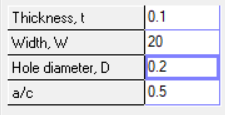 Thickness, t 0.1
Width, W 20
Hole diameter, D 0.2
a/c 0.5